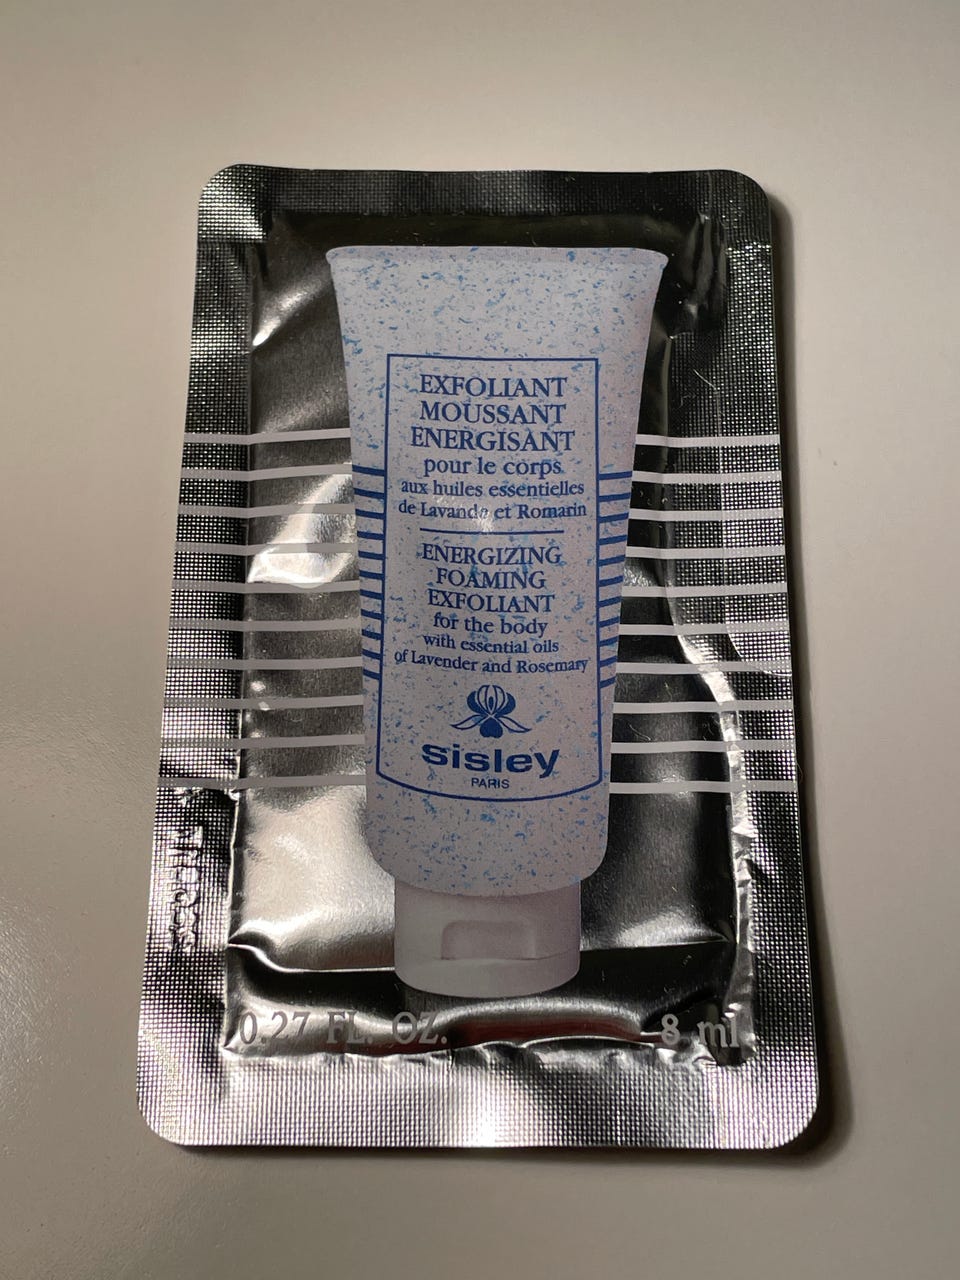 EXFOLIANT
MOUSSANT
ENERGISANT
pour le corps
aux huiles essentielles
de Lavande et Romarin
ENERGIZING
FOAMING
EXFOLIANT
for the body
with essential oils
of Lavender and Rosemary
sisley
PARIS
0.27 FL. OZ.
8 ml